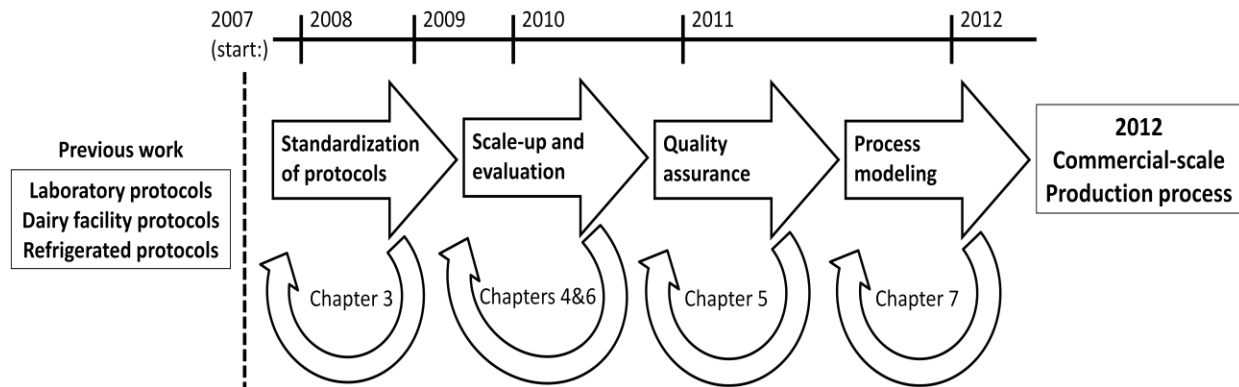 2007
(start:)
2008
2009
2010
2011
2012
Previous work
Laboratory protocols
Dairy facility protocols
Refrigerated protocols
Standardization
of protocols
Chapter 3
Scale-up and
evaluation
Chapters 4&6
Quality
assurance
Chapter 5
Process
modeling
Chapter 7
2012
Commercial-scale
Production process